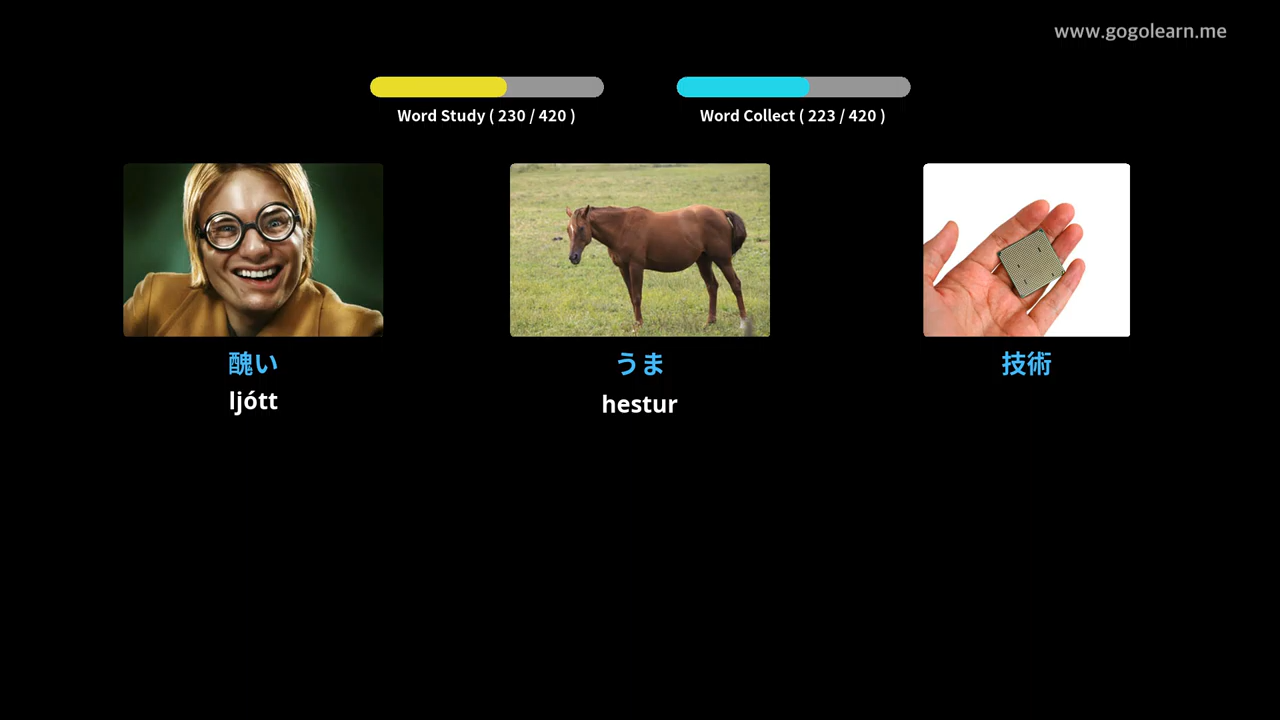 www.gogolearn.me
Word Study ( 230 / 420 )
Word Collect ( 223 / 420 )
醜い
うま
技術
ljótt
hestur